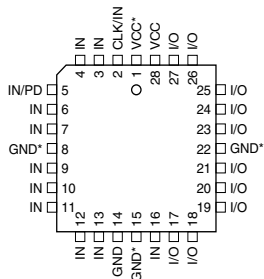 IN
IN
CLK/IN
VCC*
VCC
I/O
I/O
4
3
2
1
28
27
26
IN/PD 5
IN 6
IN 7
GND* 8
IN 9
IN 10
IN 11
25 I/O
24 I/O
23 I/O
22 GND*
21 I/O
20 I/O
19 I/O
12
13
14
15
16
17
18
IN
IN
GND
GND*
IN
I/O
I/O